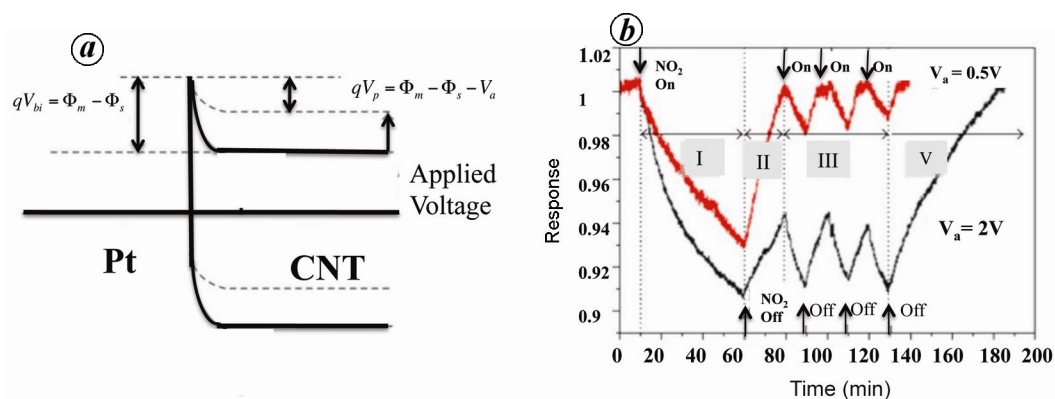 a
qV_bi = Φ_m − Φ_s
qV_p = Φ_m − Φ_s − V_a
Applied
Voltage
Pt
CNT
b
Response
1.02
1
0.98
0.96
0.94
0.92
0.9
NO2
On
On
On
On
V_a = 0.5V
I
II
III
V
V_a = 2V
NO2
Off
Off
Off
Off
0 20 40 60 80 100 120 140 160 180 200
Time (min)